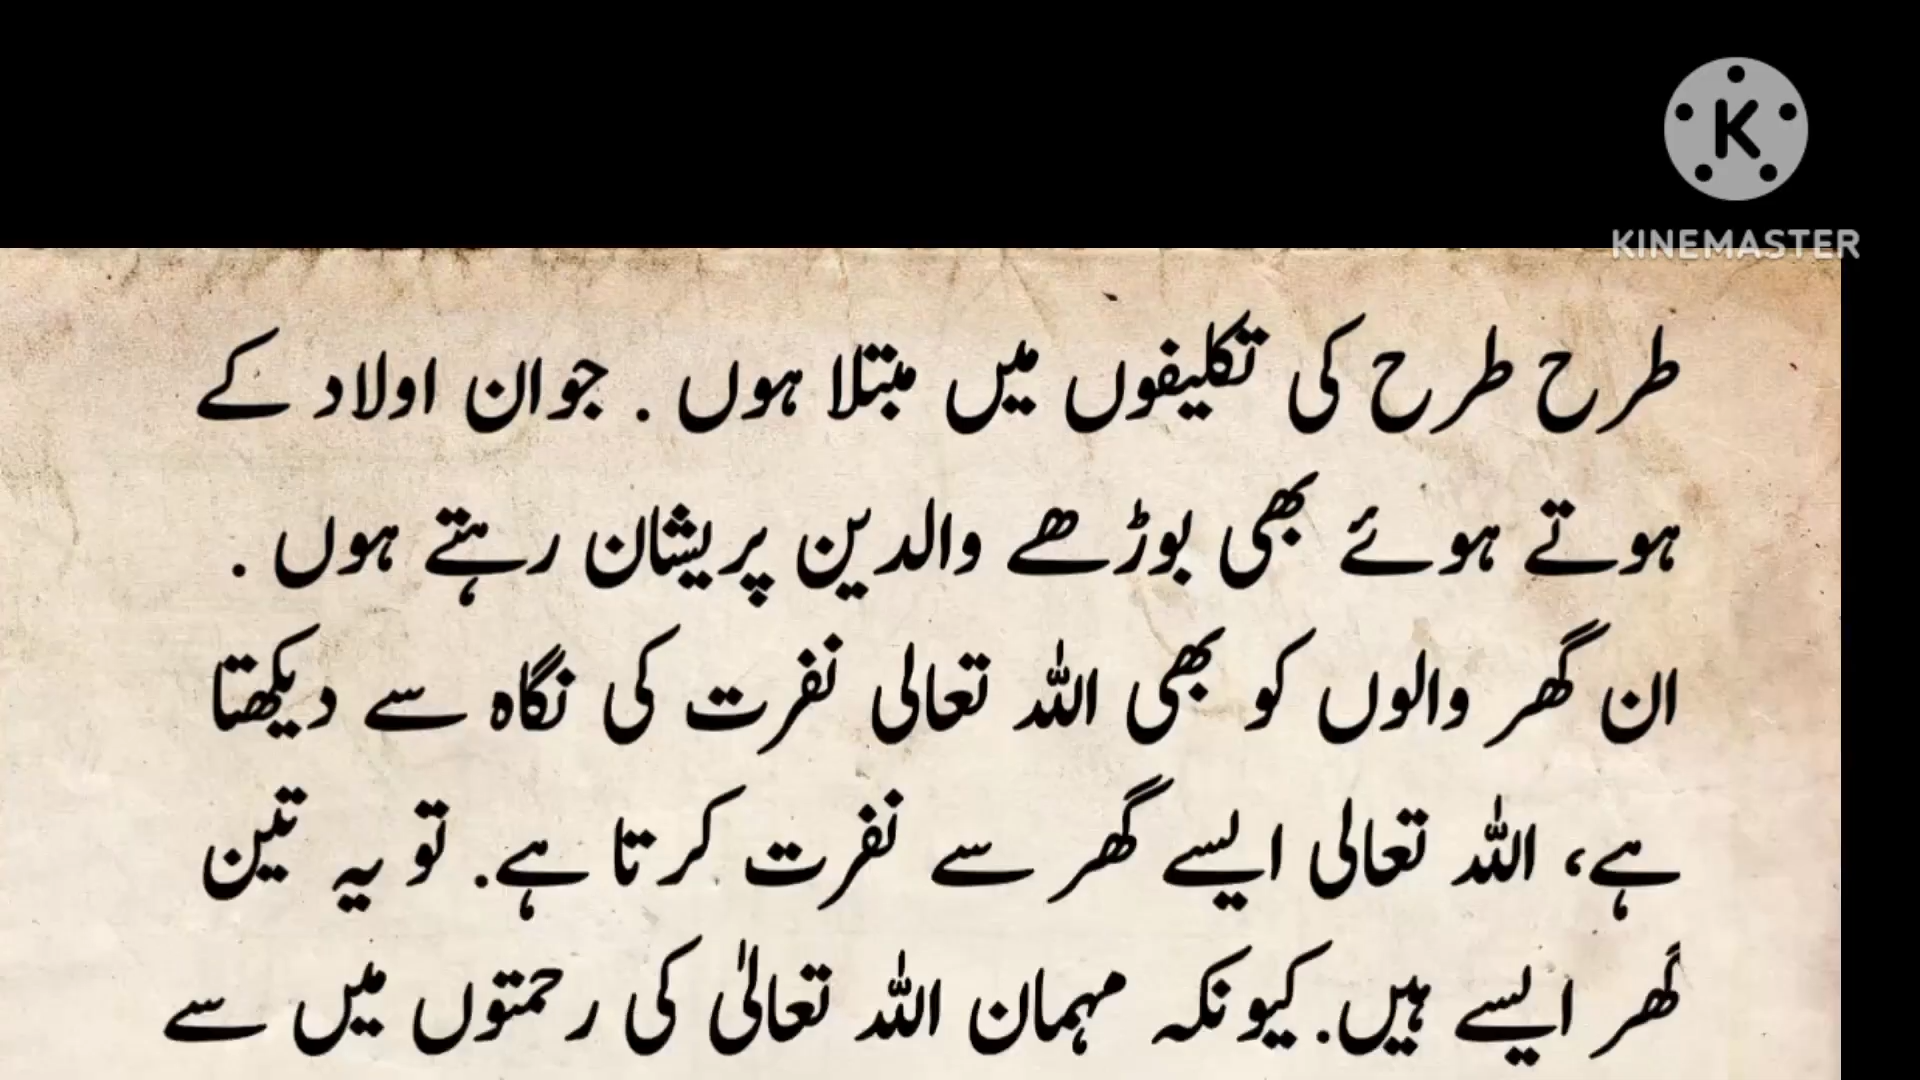 KINEMASTER
طرح طرح کی تکلیفوں میں مبتلا ہوں . جوان اولاد کے
ہوتے ہوئے بھی بوڑھے والدین پریشان رہتے ہوں .
ان گھر والوں کو بھی اللہ تعالی نفرت کی نگاہ سے دیکھتا
ہے، اللہ تعالی ایسے گھر سے نفرت کرتا ہے. تو یہ تین
گھر ایسے ہیں. کیونکہ مہمان اللہ تعالیٰ کی رحمتوں میں سے